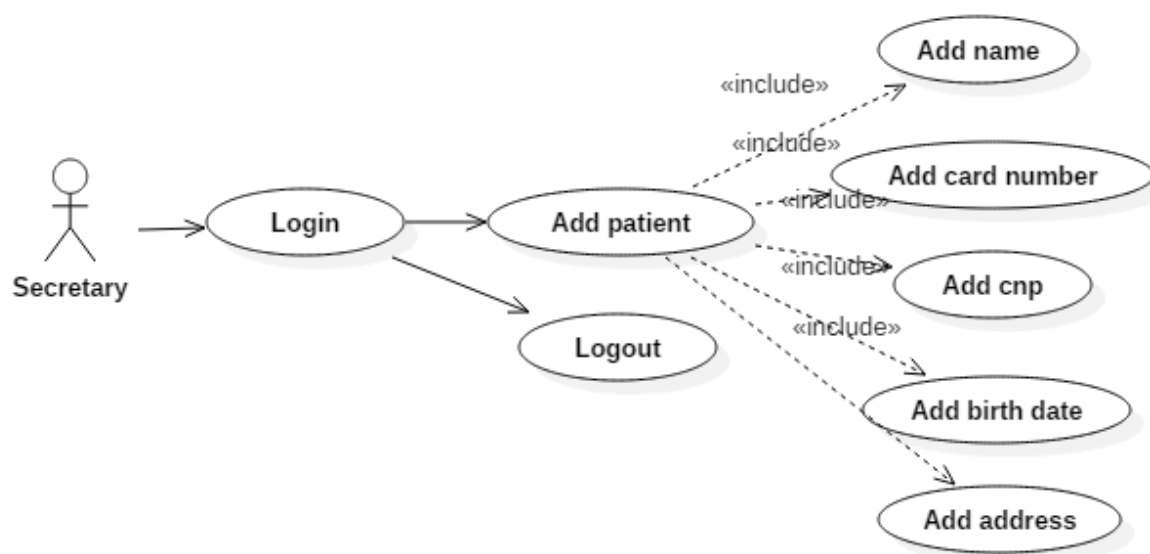 Add name
«include»
«include»
Add card number
«include»
Login
Add patient
Secretary
«include»
Add cnp
«include»
Logout
Add birth date
Add address